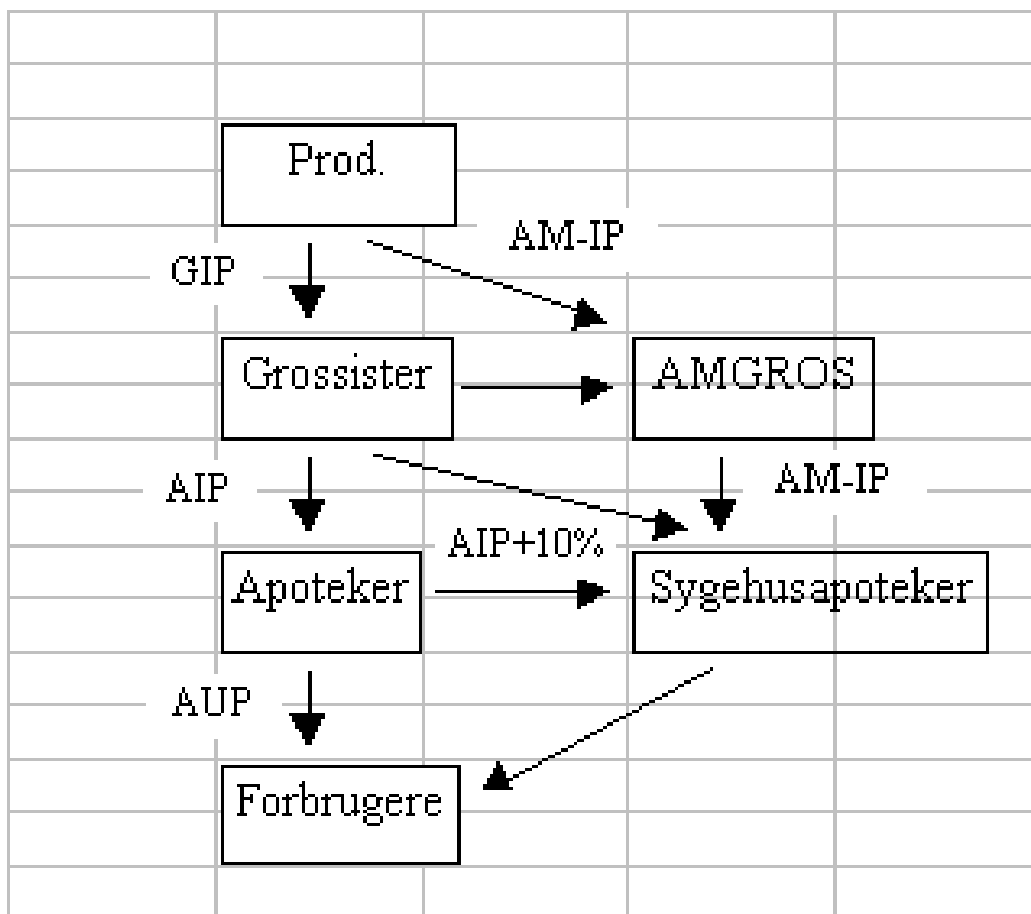 Prod.
AM-IP
GIP
Grossister
AMGROS
AIP
AM-IP
AIP+10%
Apoteker
Sygehusapoteker
AUP
Forbrugere